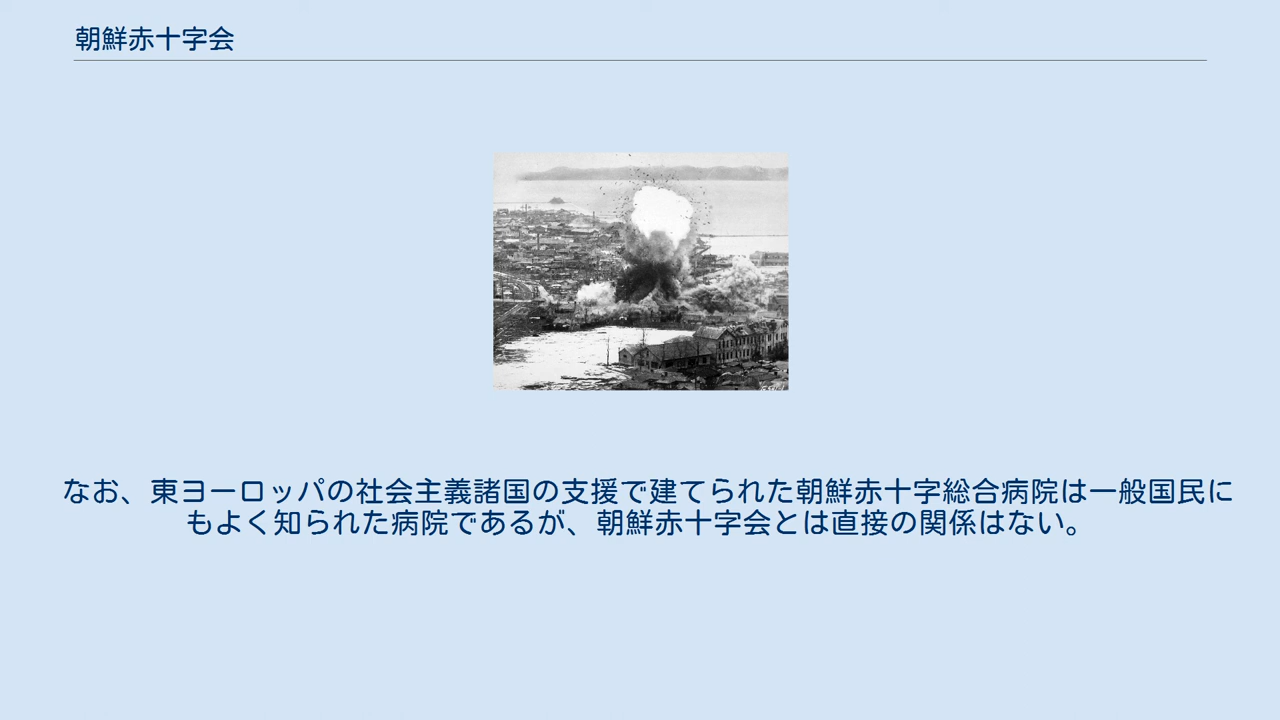 朝鮮赤十字会
なお、東ヨーロッパの社会主義諸国の支援で建てられた朝鮮赤十字総合病院は一般国民に
もよく知られた病院であるが、朝鮮赤十字会とは直接の関係はない。